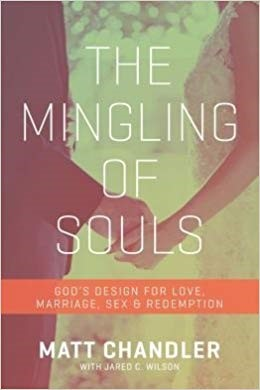 THE
MINGLING
OF
SOULS
GOD'S DESIGN FOR LOVE,
MARRIAGE, SEX & REDEMPTION
MATT CHANDLER
WITH JARED C. WILSON